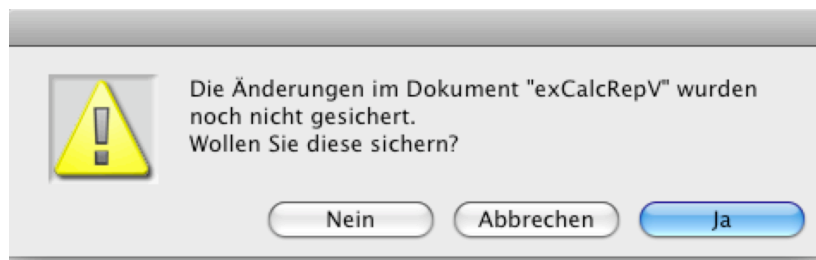 Die Änderungen im Dokument "exCalcRepV" wurden
noch nicht gesichert.
Wollen Sie diese sichern?
Nein Abbrechen Ja